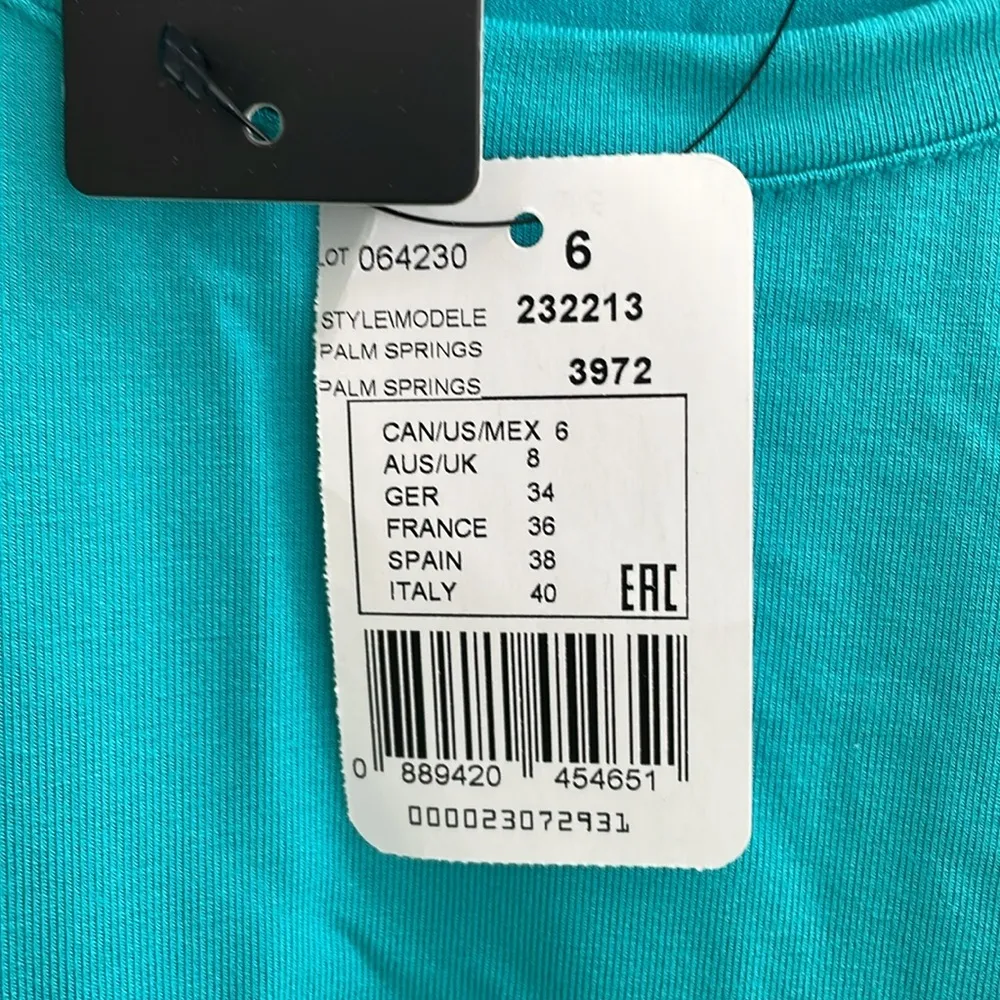 LOT 064230 6
STYLE\MODELE 232213
PALM SPRINGS
PALM SPRINGS 3972
CAN/US/MEX 6
AUS/UK 8
GER 34
FRANCE 36
SPAIN 38
ITALY 40
EAC
0 889420 454651
000023072931